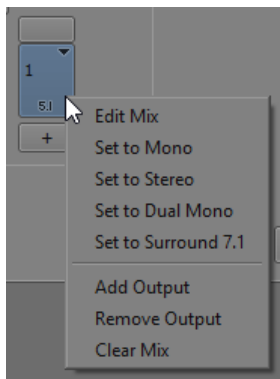 1
5.1
+
Edit Mix
Set to Mono
Set to Stereo
Set to Dual Mono
Set to Surround 7.1
Add Output
Remove Output
Clear Mix